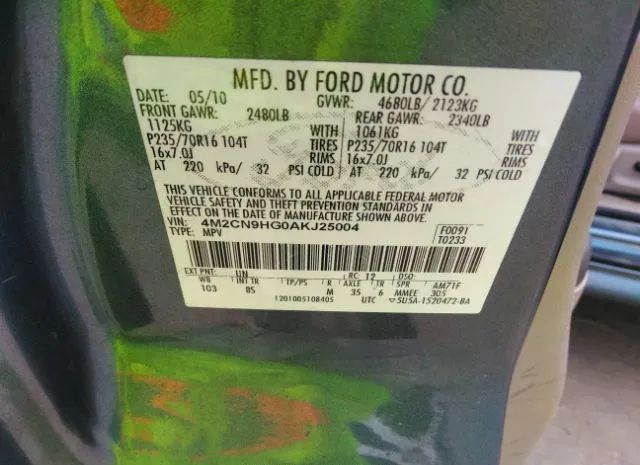 MFD. BY FORD MOTOR CO.
DATE: 05/10 GVWR: 4680LB/ 2123KG
FRONT GAWR: 2480LB REAR GAWR: 2340LB
1125KG WITH 1061KG WITH
P235/70R16 104T TIRES P235/70R16 104T TIRES
16x7.0J RIMS 16x7.0J RIMS
AT 220 kPa/ 32 PSI COLD AT 220 kPa/ 32 PSI COLD
THIS VEHICLE CONFORMS TO ALL APPLICABLE FEDERAL MOTOR
VEHICLE SAFETY AND THEFT PREVENTION STANDARDS IN
EFFECT ON THE DATE OF MANUFACTURE SHOWN ABOVE.
VIN: 4M2CN9HG0AKJ25004 F0091
TYPE: MPV T0233
EXT PNT: UN RC: 12 DSO:
WB INT TR TP/PS R AXLE TR SPR AM71F
103 8S M 35 6 MMEE 305
1201005108405 UTC ▽5U5A-1520472-BA